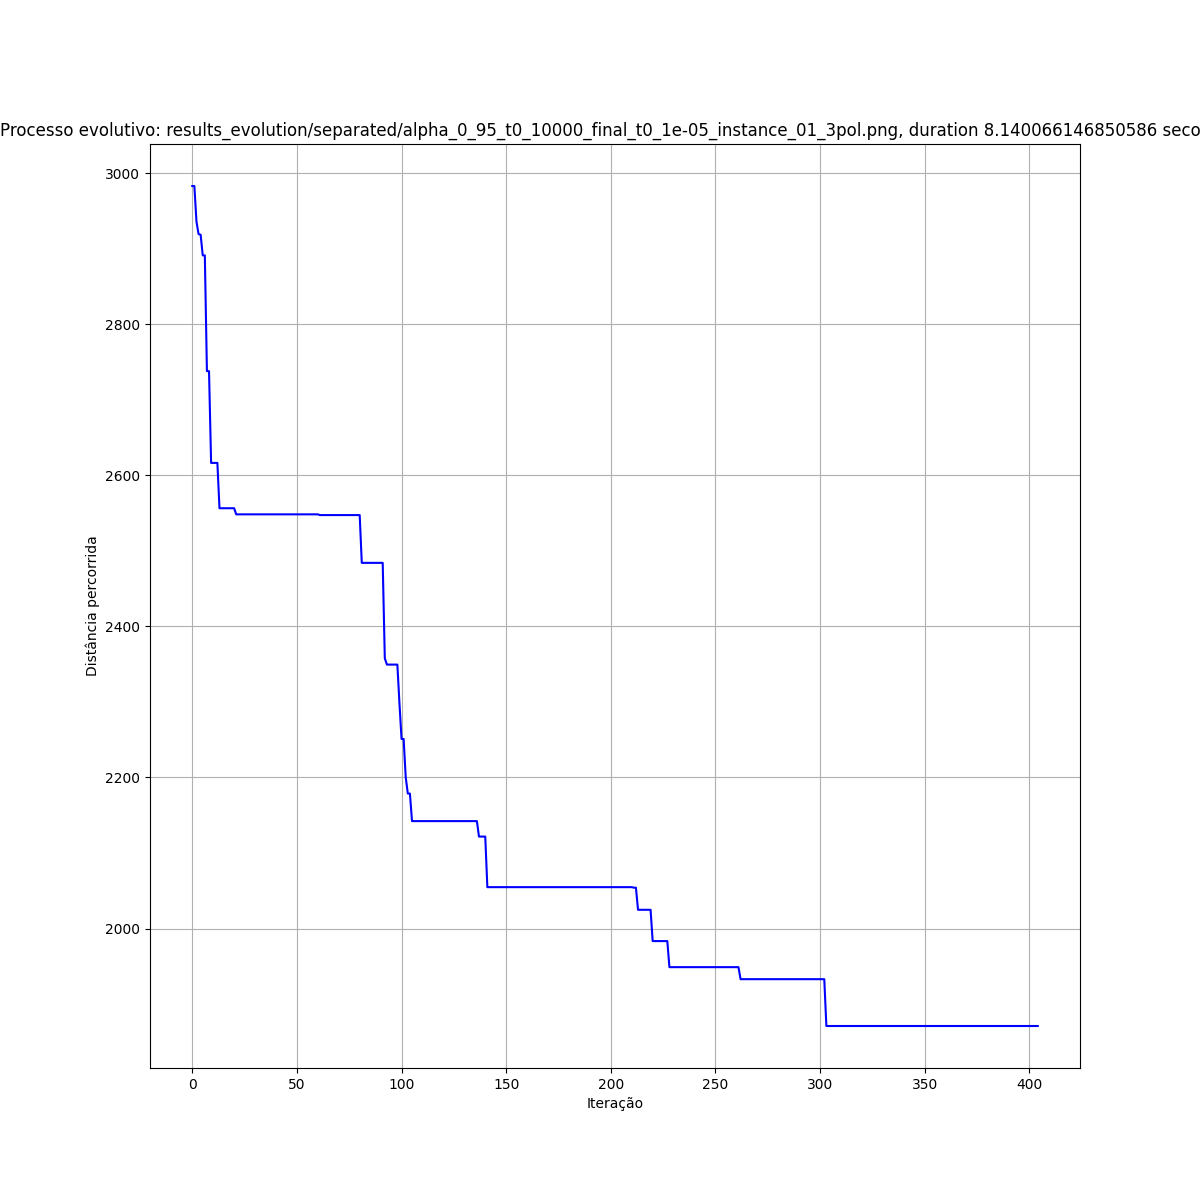 Processo evolutivo: results_evolution/separated/alpha_0_95_t0_10000_final_t0_1e-05_instance_01_3pol.png, duration 8.140066146850586 seco
3000
2800
2600
2400
2200
2000
Distância percorrida
0 50 100 150 200 250 300 350 400
Iteração